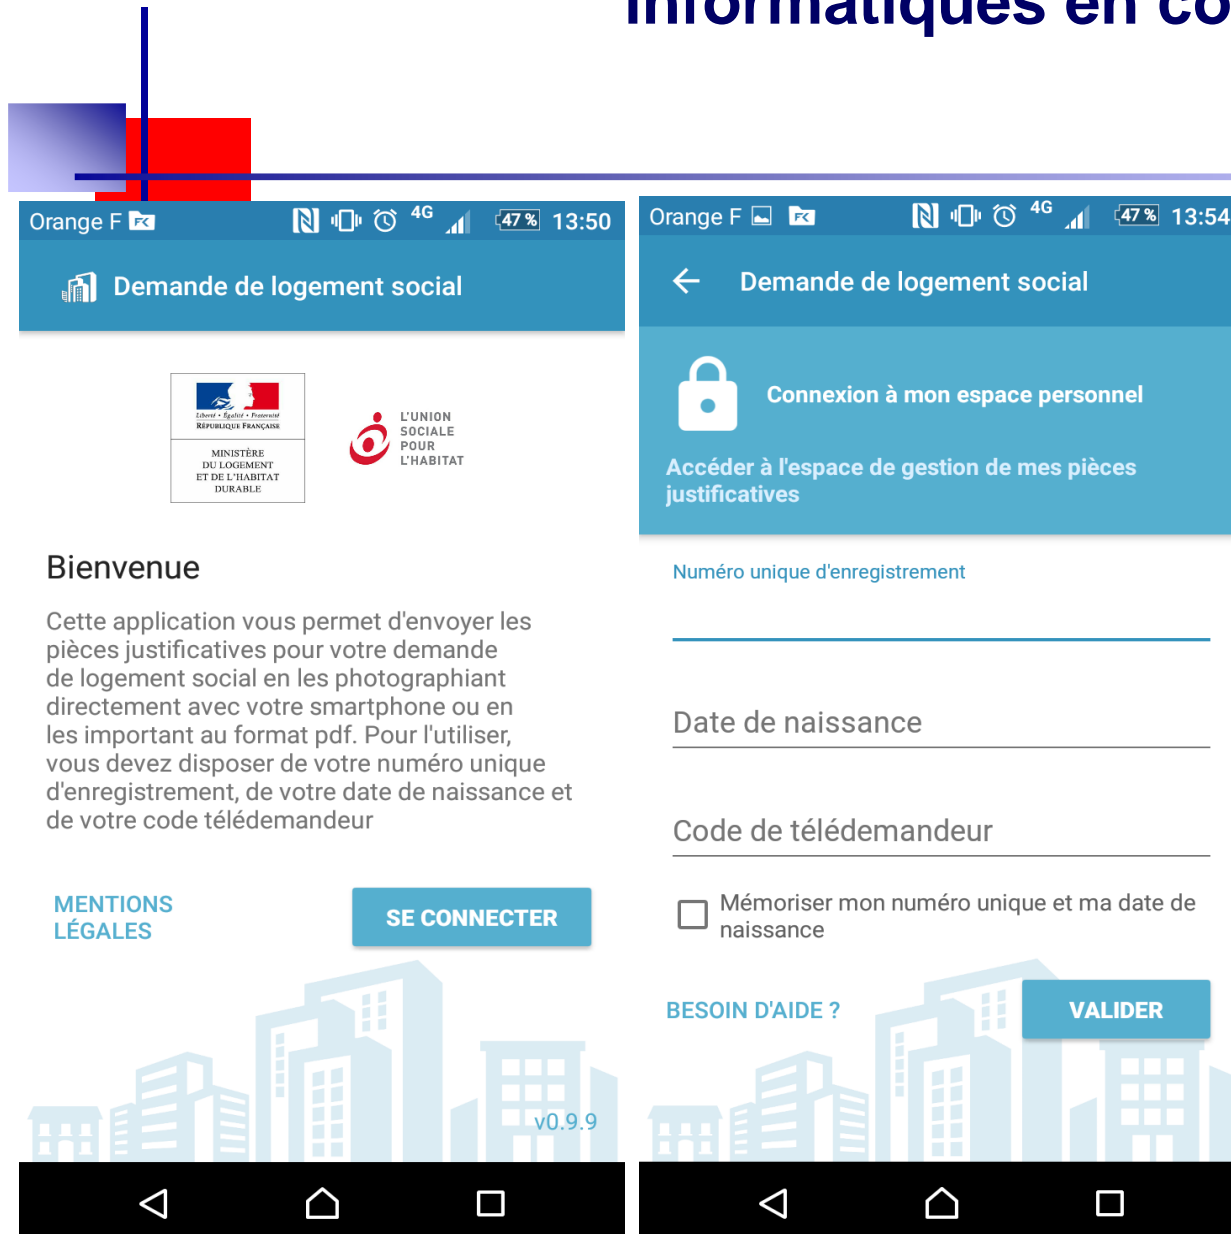 informatiques en co
Orange F 4G 47 % 13:50
Demande de logement social
Liberté • Égalité • Fraternité
RÉPUBLIQUE FRANÇAISE
MINISTÈRE
DU LOGEMENT
ET DE L'HABITAT
DURABLE
L'UNION
SOCIALE
POUR
L'HABITAT
Bienvenue
Cette application vous permet d'envoyer les
pièces justificatives pour votre demande
de logement social en les photographiant
directement avec votre smartphone ou en
les important au format pdf. Pour l'utiliser,
vous devez disposer de votre numéro unique
d'enregistrement, de votre date de naissance et
de votre code télédemandeur
MENTIONS
LÉGALES
SE CONNECTER
v0.9.9
Orange F 4G 47 % 13:54
Demande de logement social
Connexion à mon espace personnel
Accéder à l'espace de gestion de mes pièces
justificatives
Numéro unique d'enregistrement
Date de naissance
Code de télédemandeur
Mémoriser mon numéro unique et ma date de
naissance
BESOIN D'AIDE ?
VALIDER